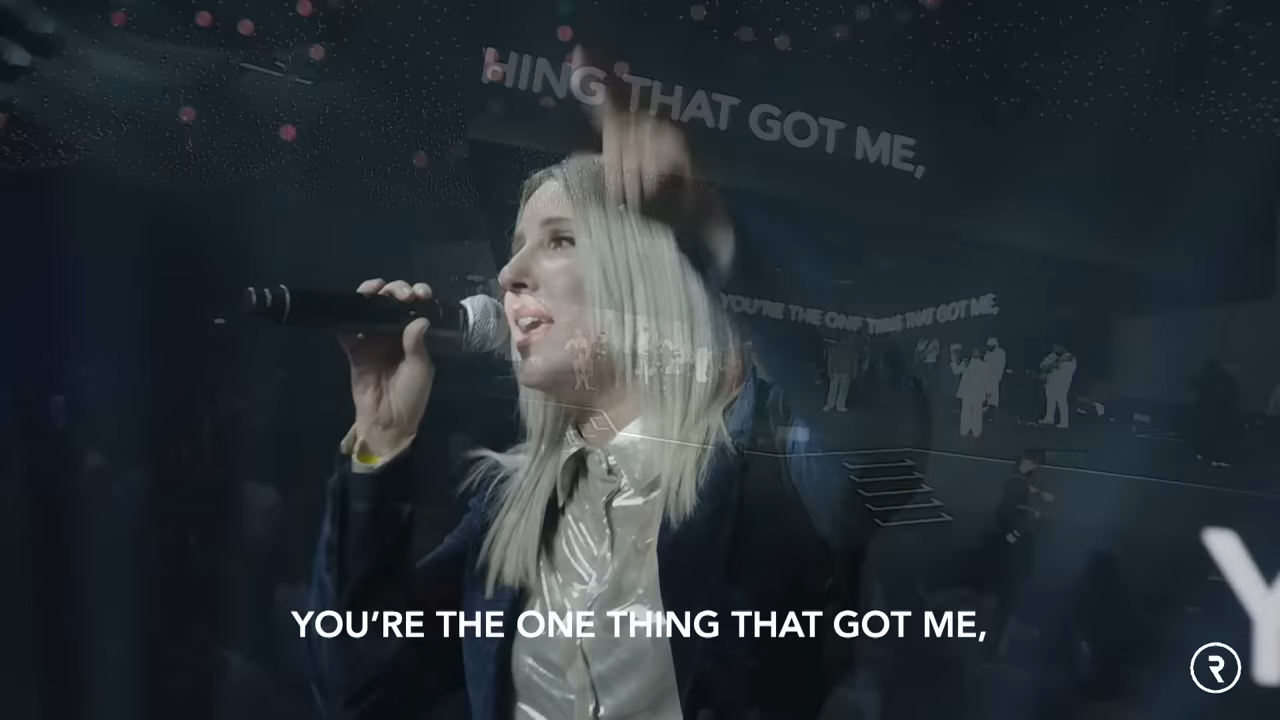 HING THAT GOT ME,
YOU'RE THE ONE THING THAT GOT ME,
Y
YOU’RE THE ONE THING THAT GOT ME,
R